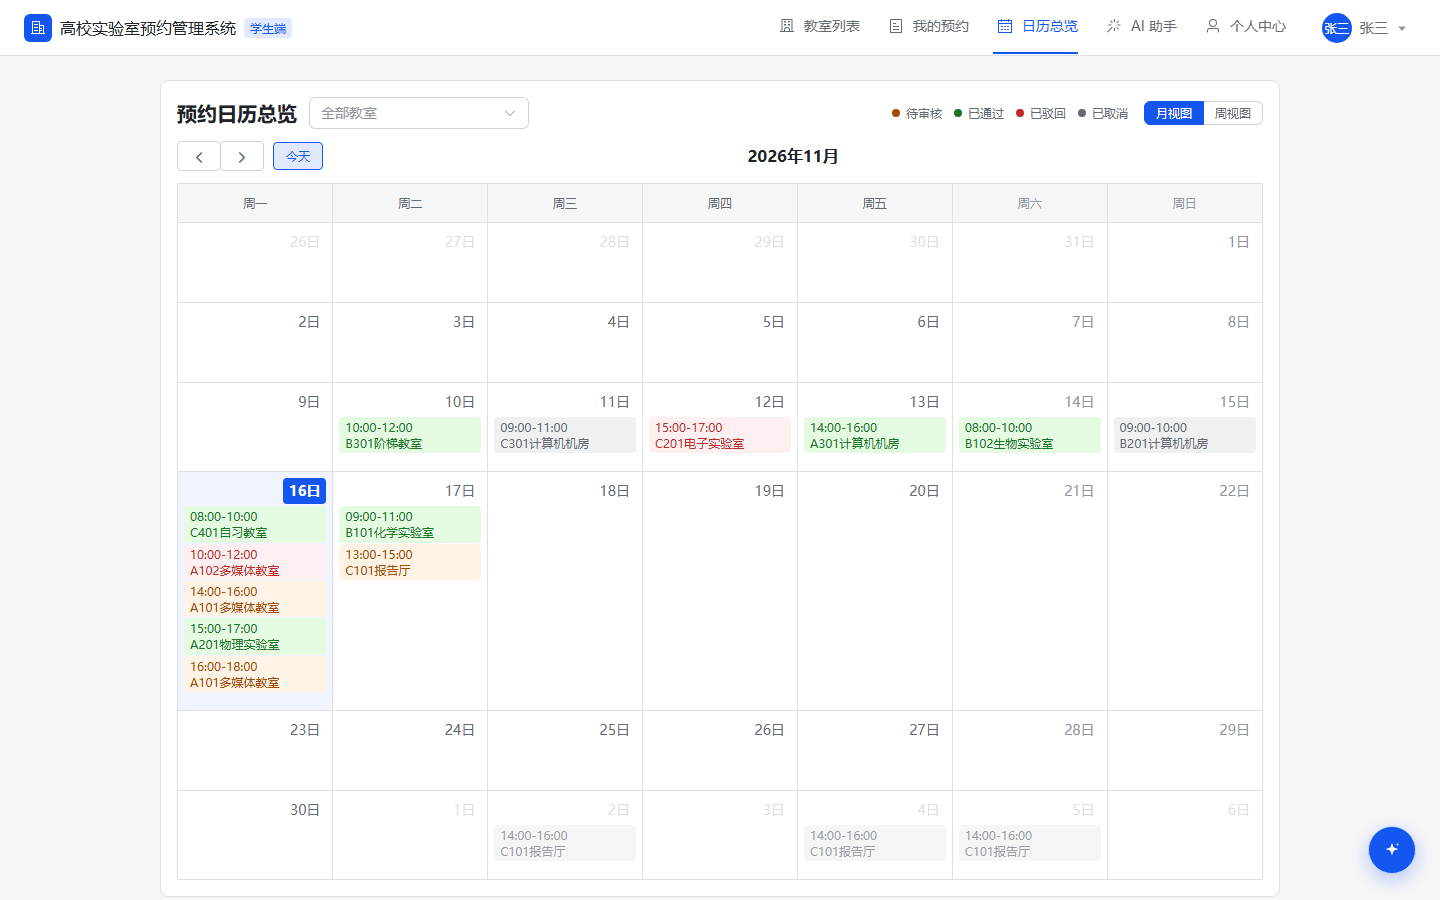 高校实验室预约管理系统 学生端 教室列表 我的预约 日历总览 AI 助手 个人中心 张三 张三
预约日历总览 全部教室 待审核 已通过 已驳回 已取消 月视图 周视图
今天 2026年11月
周一 周二 周三 周四 周五 周六 周日
26日 27日 28日 29日 30日 31日 1日
2日 3日 4日 5日 6日 7日 8日
9日 10日 11日 12日 13日 14日 15日
10:00-12:00 09:00-11:00 15:00-17:00 14:00-16:00 08:00-10:00 09:00-10:00
B301阶梯教室 C301计算机机房 C201电子实验室 A301计算机机房 B102生物实验室 B201计算机机房
16日 17日 18日 19日 20日 21日 22日
08:00-10:00 09:00-11:00
C401自习教室 B101化学实验室
10:00-12:00 13:00-15:00
A102多媒体教室 C101报告厅
14:00-16:00
A101多媒体教室
15:00-17:00
A201物理实验室
16:00-18:00
A101多媒体教室
23日 24日 25日 26日 27日 28日 29日
30日 1日 2日 3日 4日 5日 6日
14:00-16:00 14:00-16:00 14:00-16:00
C101报告厅 C101报告厅 C101报告厅